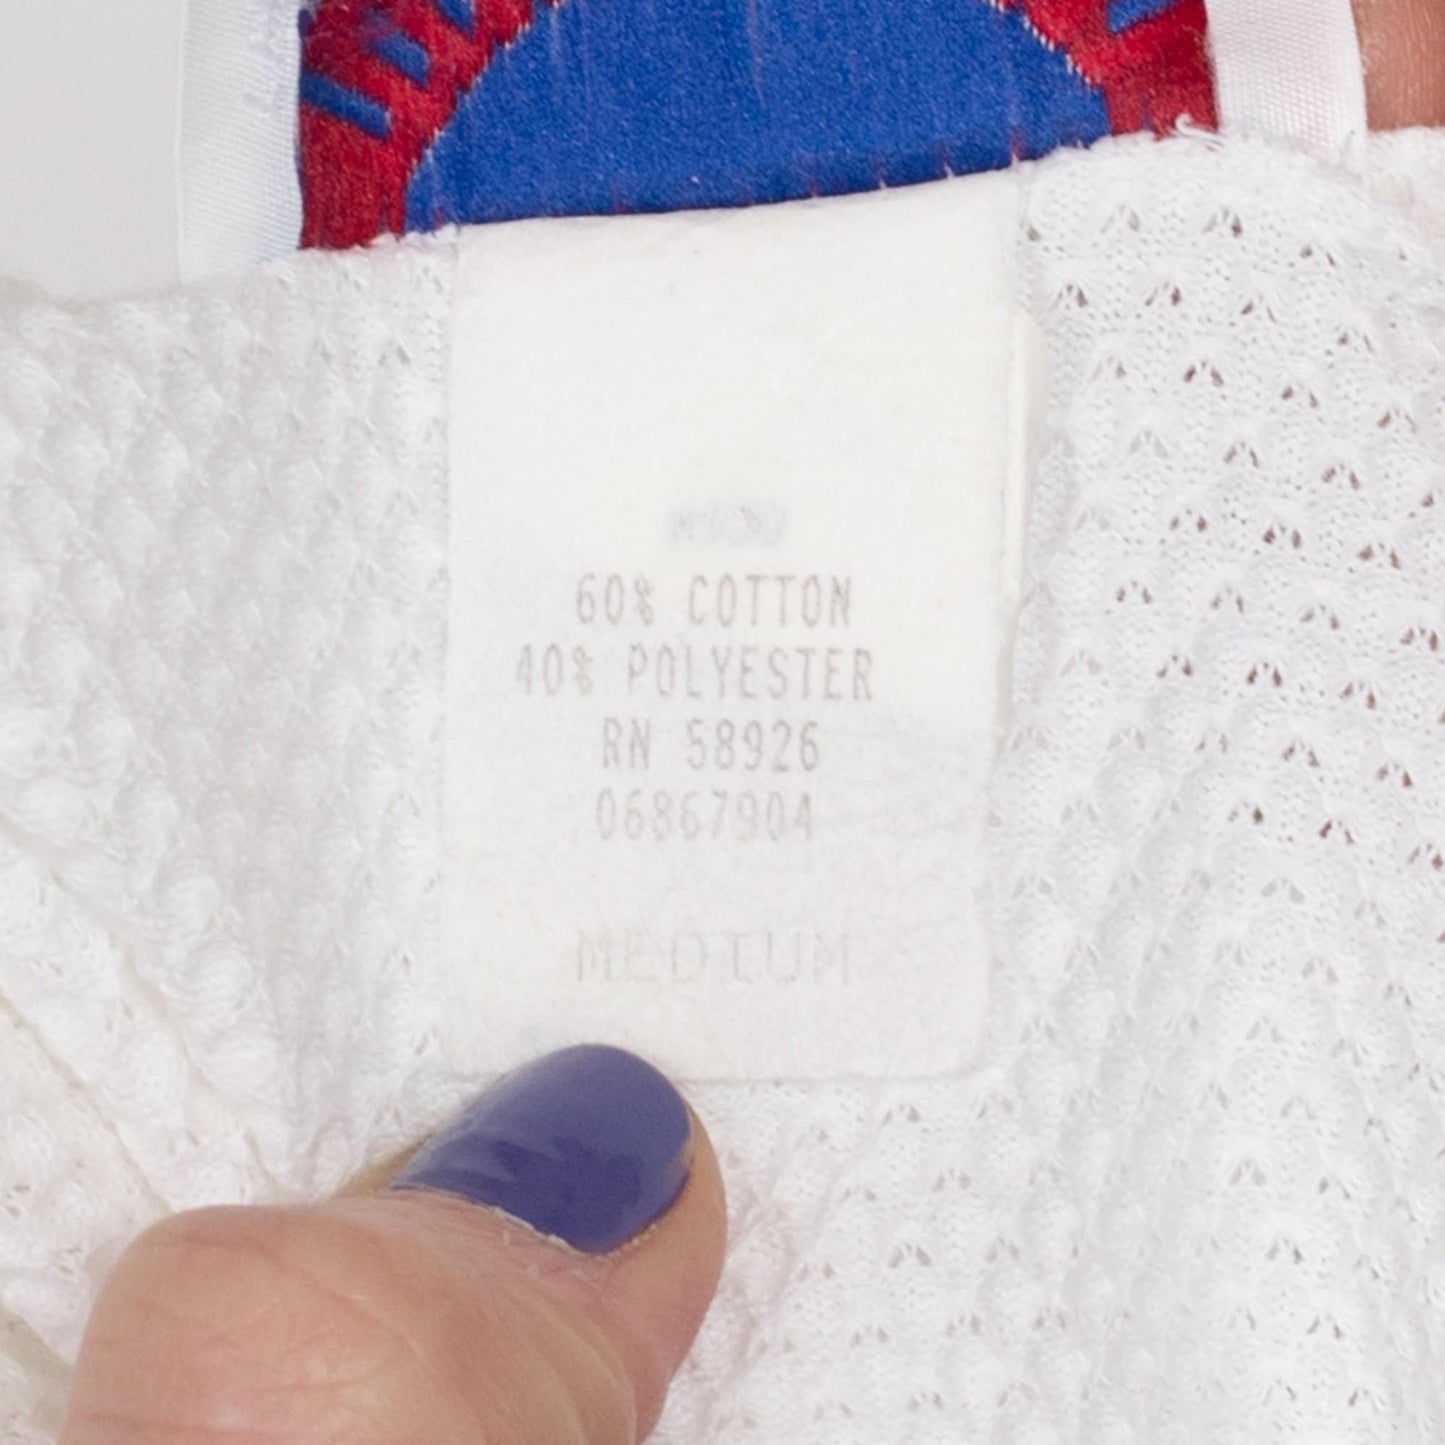 60% COTTON
40% POLYESTER
RN 58926
06867904
MEDIUM